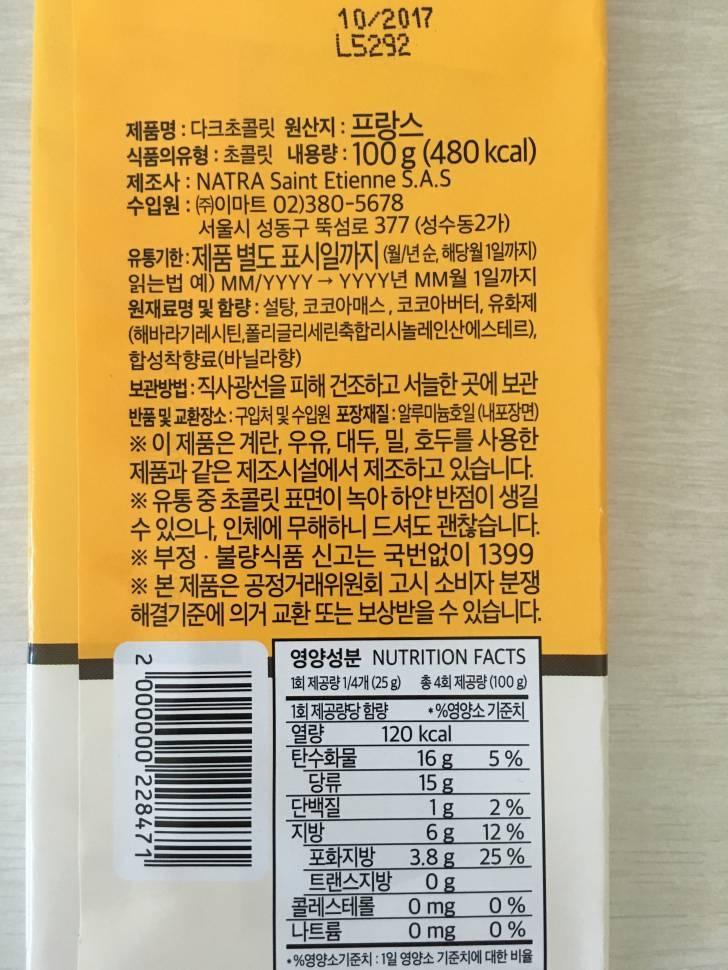 10/2017
L5292
제품명 : 다크초콜릿 원산지 : 프랑스
식품의유형 : 초콜릿 내용량 : 100 g (480 kcal)
제조사 : NATRA Saint Etienne S.A.S
수입원 : ㈜이마트 02)380-5678
서울시 성동구 뚝섬로 377 (성수동2가)
유통기한 : 제품 별도 표시일까지 (월/년 순, 해당월 1일까지)
읽는법 예) MM/YYYY → YYYY년 MM월 1일까지
원재료명 및 함량 : 설탕, 코코아매스, 코코아버터, 유화제
(해바라기레시틴,폴리글리세린축합리시놀레인산에스테르),
합성착향료(바닐라향)
보관방법 : 직사광선을 피해 건조하고 서늘한 곳에 보관
반품 및 교환장소 : 구입처 및 수입원 포장재질 : 알루미늄호일 (내포장면)
※ 이 제품은 계란, 우유, 대두, 밀, 호두를 사용한
제품과 같은 제조시설에서 제조하고 있습니다.
※ 유통 중 초콜릿 표면이 녹아 하얀 반점이 생길
수 있으나, 인체에 무해하니 드셔도 괜찮습니다.
※ 부정 · 불량식품 신고는 국번없이 1399
※ 본 제품은 공정거래위원회 고시 소비자 분쟁
해결기준에 의거 교환 또는 보상받을 수 있습니다.
2 000000 228471
영양성분 NUTRITION FACTS
1회 제공량 1/4개 (25 g) 총 4회 제공량 (100 g)
1회 제공량당 함량 *%영양소 기준치
열량 120 kcal
탄수화물 16 g 5 %
당류 15 g
단백질 1 g 2 %
지방 6 g 12 %
포화지방 3.8 g 25 %
트랜스지방 0 g
콜레스테롤 0 mg 0 %
나트륨 0 mg 0 %
*%영양소기준치 : 1일 영양소 기준치에 대한 비율